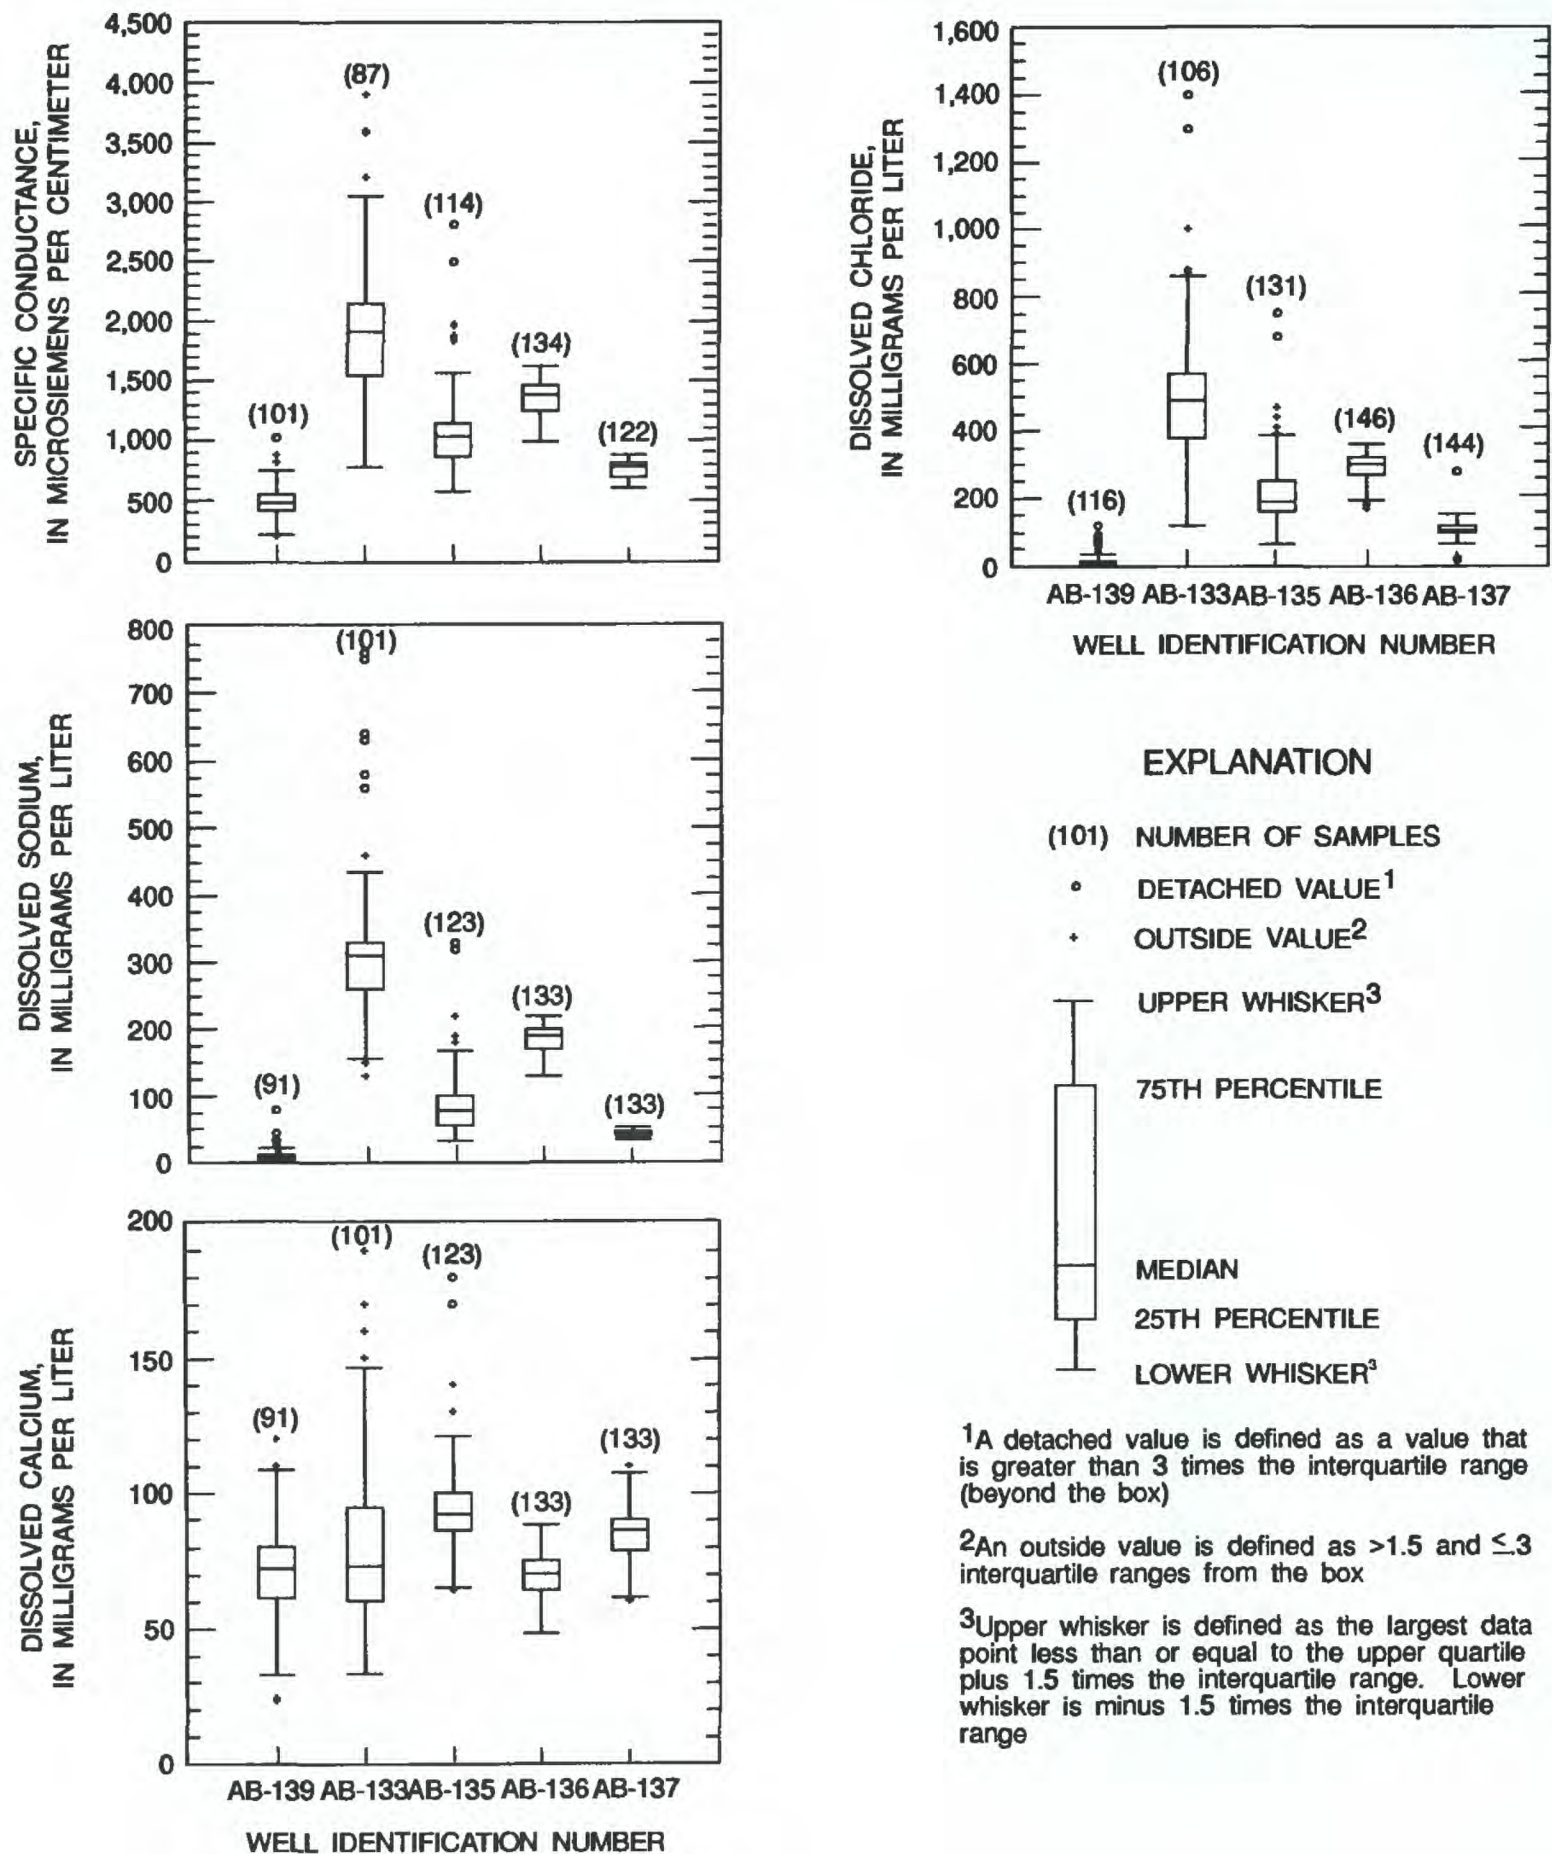 SPECIFIC CONDUCTANCE,
IN MICROSIEMENS PER CENTIMETER
4,500
4,000
3,500
3,000
2,500
2,000
1,500
1,000
500
0
(101)
(87)
(114)
(134)
(122)
DISSOLVED SODIUM,
IN MILLIGRAMS PER LITER
800
700
600
500
400
300
200
100
0
(91)
(101)
(123)
(133)
(133)
DISSOLVED CALCIUM,
IN MILLIGRAMS PER LITER
200
150
100
50
0
(91)
(101)
(123)
(133)
(133)
AB-139 AB-133 AB-135 AB-136 AB-137
WELL IDENTIFICATION NUMBER
DISSOLVED CHLORIDE,
IN MILLIGRAMS PER LITER
1,600
1,400
1,200
1,000
800
600
400
200
0
(116)
(106)
(131)
(146)
(144)
AB-139 AB-133 AB-135 AB-136 AB-137
WELL IDENTIFICATION NUMBER
EXPLANATION
(101) NUMBER OF SAMPLES
DETACHED VALUE1
OUTSIDE VALUE2
UPPER WHISKER3
75TH PERCENTILE
MEDIAN
25TH PERCENTILE
LOWER WHISKER3
1A detached value is defined as a value that
is greater than 3 times the interquartile range
(beyond the box)
2An outside value is defined as >1.5 and ≤3
interquartile ranges from the box
3Upper whisker is defined as the largest data
point less than or equal to the upper quartile
plus 1.5 times the interquartile range. Lower
whisker is minus 1.5 times the interquartile
range